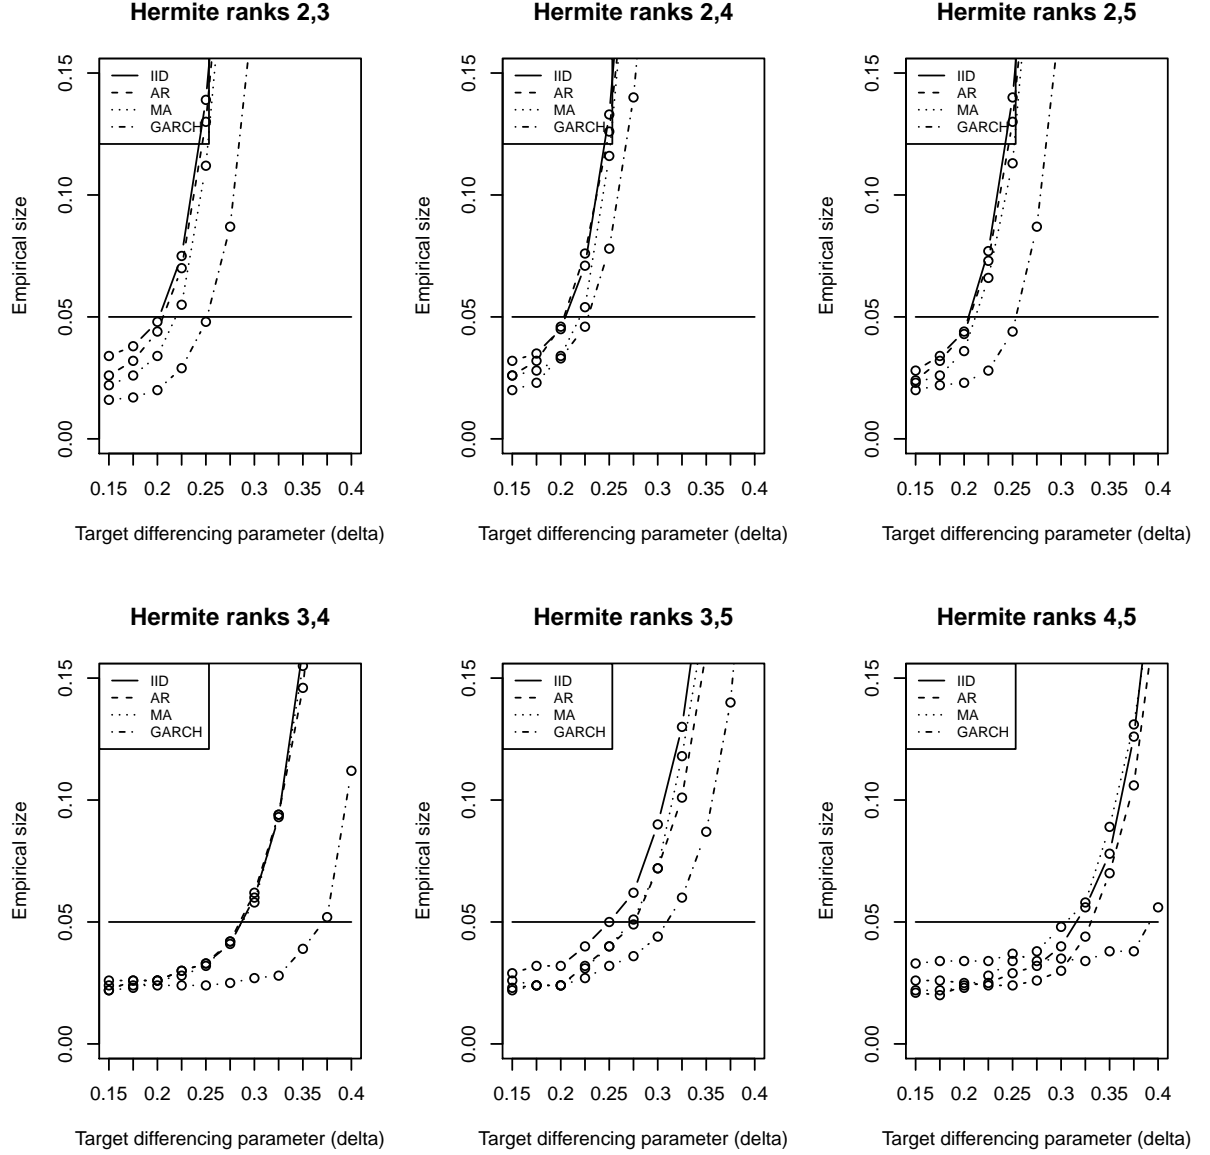 Hermite ranks 2,3
0.15
0.10
0.05
0.00
Empirical size
IID
AR
MA
GARCH
0.15 0.2 0.25 0.3 0.35 0.4
Target differencing parameter (delta)
Hermite ranks 2,4
0.15
0.10
0.05
0.00
Empirical size
IID
AR
MA
GARCH
0.15 0.2 0.25 0.3 0.35 0.4
Target differencing parameter (delta)
Hermite ranks 2,5
0.15
0.10
0.05
0.00
Empirical size
IID
AR
MA
GARCH
0.15 0.2 0.25 0.3 0.35 0.4
Target differencing parameter (delta)
Hermite ranks 3,4
0.15
0.10
0.05
0.00
Empirical size
IID
AR
MA
GARCH
0.15 0.2 0.25 0.3 0.35 0.4
Target differencing parameter (delta)
Hermite ranks 3,5
0.15
0.10
0.05
0.00
Empirical size
IID
AR
MA
GARCH
0.15 0.2 0.25 0.3 0.35 0.4
Target differencing parameter (delta)
Hermite ranks 4,5
0.15
0.10
0.05
0.00
Empirical size
IID
AR
MA
GARCH
0.15 0.2 0.25 0.3 0.35 0.4
Target differencing parameter (delta)